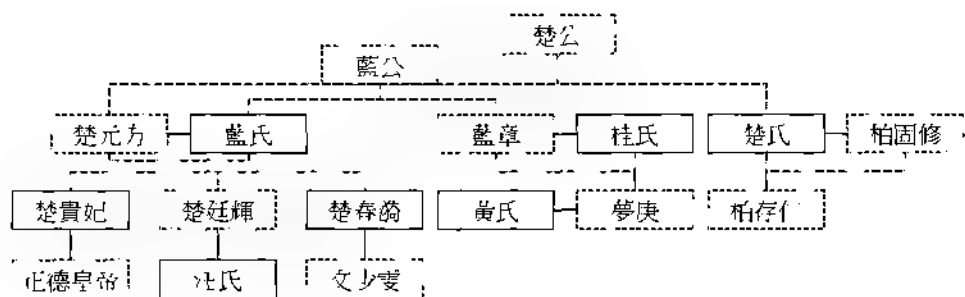 楚公
藍公
楚元方 藍氏 藍章 桂氏 楚氏 柏固修
楚貴妃 楚廷輝 楚春漪 黃氏 夢庚 柏存仁
正德皇帝 沈氏 文少雯